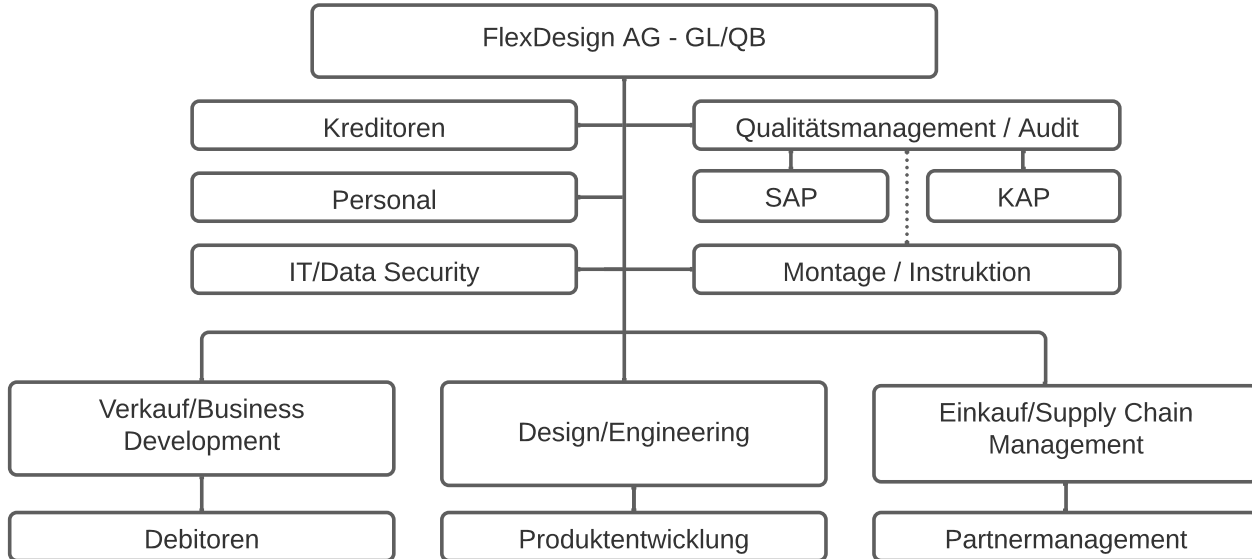 FlexDesign AG - GL/QB
Kreditoren
Qualitätsmanagement / Audit
Personal
SAP
KAP
IT/Data Security
Montage / Instruktion
Verkauf/Business
Development
Design/Engineering
Einkauf/Supply Chain
Management
Debitoren
Produktentwicklung
Partnermanagement